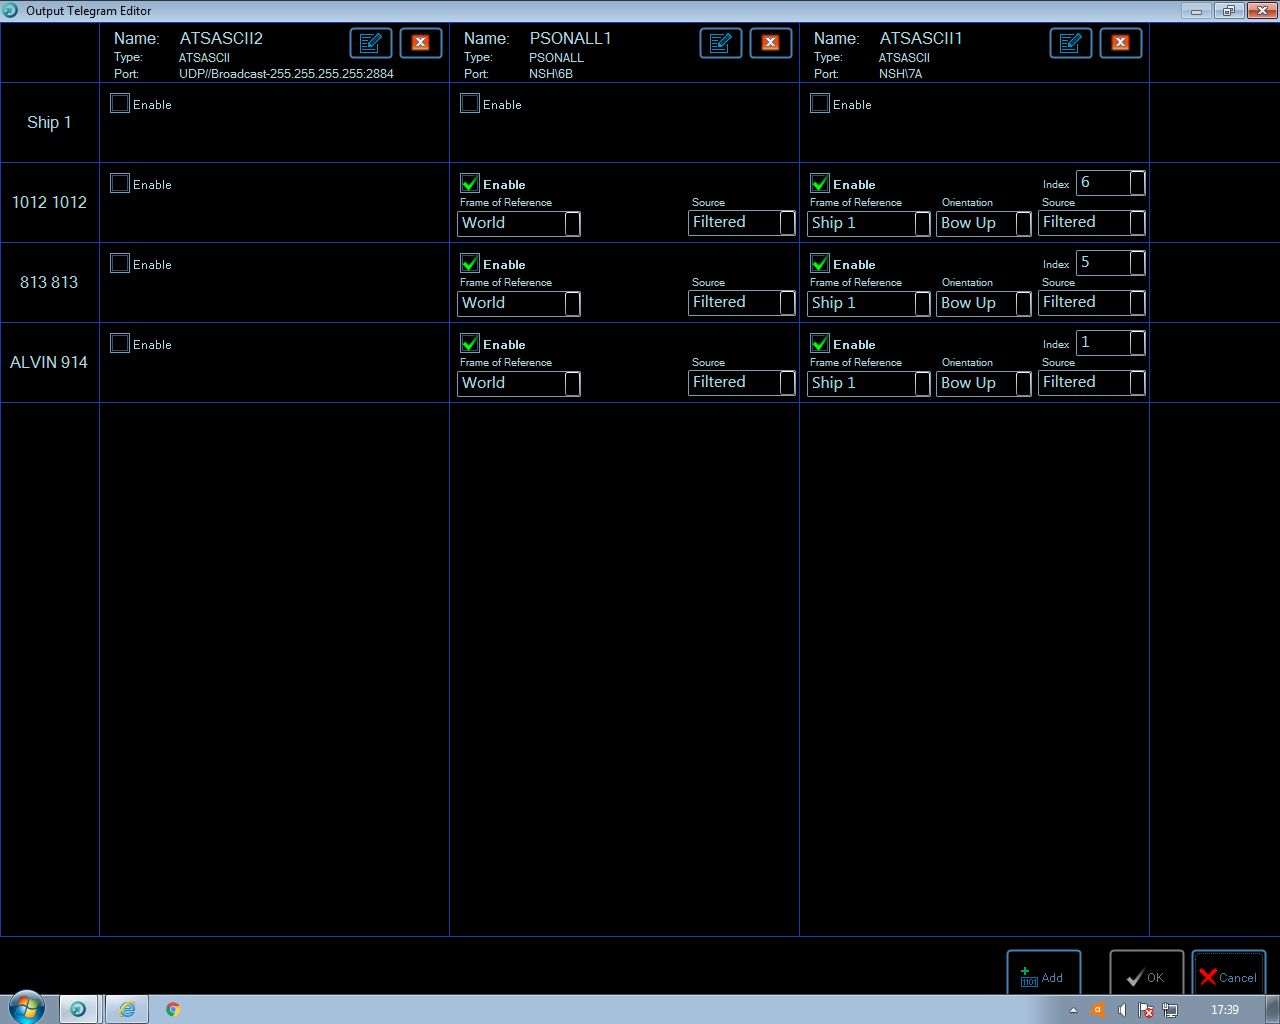 Output Telegram Editor
Name: ATSASCII2
Type: ATSASCII
Port: UDP//Broadcast-255.255.255.255:2884
Name: PSONALL1
Type: PSONALL
Port: NSH\6B
Name: ATSASCII1
Type: ATSASCII
Port: NSH\7A
Ship 1
Enable
Enable
Enable
1012 1012
Enable
Enable
Frame of Reference Source
World Filtered
Enable Index 6
Frame of Reference Orientation Source
Ship 1 Bow Up Filtered
813 813
Enable
Enable
Frame of Reference Source
World Filtered
Enable Index 5
Frame of Reference Orientation Source
Ship 1 Bow Up Filtered
ALVIN 914
Enable
Enable
Frame of Reference Source
World Filtered
Enable Index 1
Frame of Reference Orientation Source
Ship 1 Bow Up Filtered
1101 Add
OK
Cancel
17:39